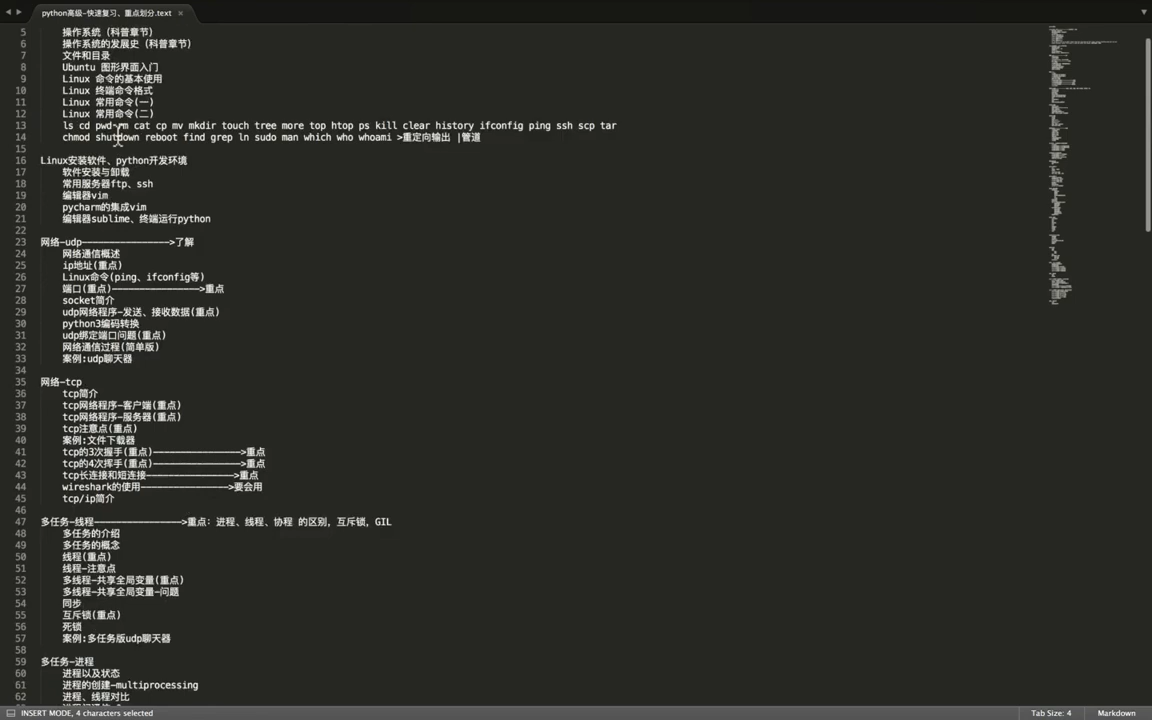 python高级-快速复习、重点划分.text
5 操作系统（科普章节）
6 操作系统的发展史（科普章节）
7 文件和目录
8 Ubuntu 图形界面入门
9 Linux 命令的基本使用
10 Linux 终端命令格式
11 Linux 常用命令(一)
12 Linux 常用命令(二)
13 ls cd pwd rm cat cp mv mkdir touch tree more top htop ps kill clear history ifconfig ping ssh scp tar
14 chmod shutdown reboot find grep ln sudo man which who whoami >重定向输出 |管道
15
16 Linux安装软件、python开发环境
17 软件安装与卸载
18 常用服务器ftp、ssh
19 编辑器vim
20 pycharm的集成vim
21 编辑器sublime、终端运行python
22
23 网络-udp---------------->了解
24 网络通信概述
25 ip地址(重点)
26 Linux命令(ping、ifconfig等)
27 端口(重点)---------------->重点
28 socket简介
29 udp网络程序-发送、接收数据(重点)
30 python3编码转换
31 udp绑定端口问题(重点)
32 网络通信过程(简单版)
33 案例:udp聊天器
34
35 网络-tcp
36 tcp简介
37 tcp网络程序-客户端(重点)
38 tcp网络程序-服务器(重点)
39 tcp注意点(重点)
40 案例:文件下载器
41 tcp的3次握手(重点)---------------->重点
42 tcp的4次挥手(重点)---------------->重点
43 tcp长连接和短连接---------------->重点
44 wireshark的使用---------------->要会用
45 tcp/ip简介
46
47 多任务-线程---------------->重点：进程、线程、协程 的区别，互斥锁，GIL
48 多任务的介绍
49 多任务的概念
50 线程(重点)
51 线程-注意点
52 多线程-共享全局变量(重点)
53 多线程-共享全局变量-问题
54 同步
55 互斥锁(重点)
56 死锁
57 案例:多任务版udp聊天器
58
59 多任务-进程
60 进程以及状态
61 进程的创建-multiprocessing
62 进程、线程对比
INSERT MODE, 4 characters selected
Tab Size: 4
Markdown